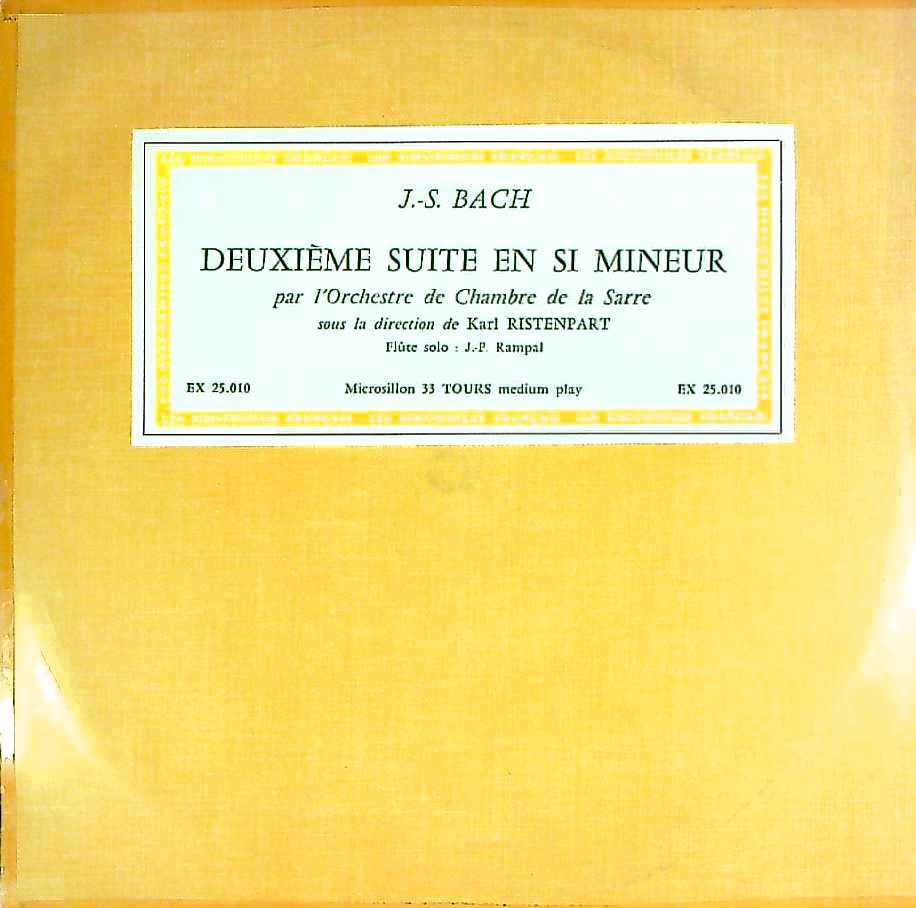 J.-S. BACH
DEUXIÈME SUITE EN SI MINEUR
par l'Orchestre de Chambre de la Sarre
sous la direction de Karl RISTENPART
Flûte solo : J.-P. Rampal
EX 25.010 Microsillon 33 TOURS medium play EX 25.010